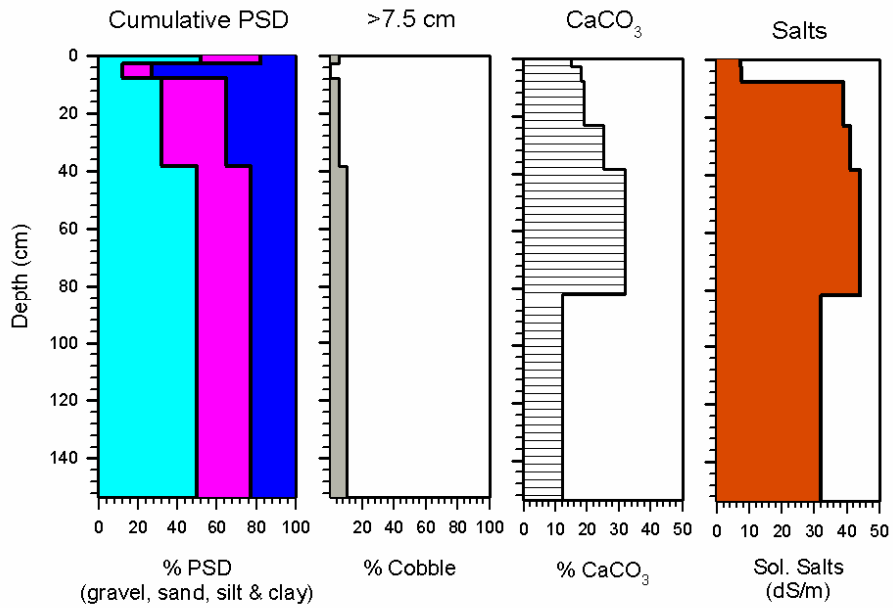 Cumulative PSD
>7.5 cm
CaCO₃
Salts
Depth (cm)
0
20
40
60
80
100
120
140
0 20 40 60 80 100
0 20 40 60 80 100
0 10 20 30 40 50
0 10 20 30 40 50
% PSD
(gravel, sand, silt & clay)
% Cobble
% CaCO₃
Sol. Salts
(dS/m)